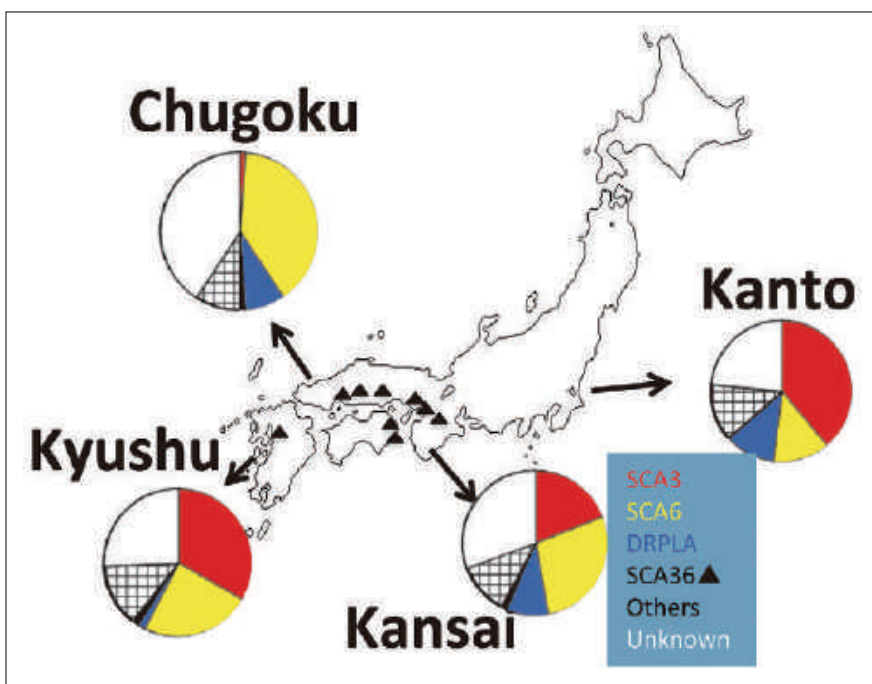 Chugoku
Kanto
Kyushu
Kansai
SCA3
SCA6
DRPLA
SCA36▲
Others
Unknown